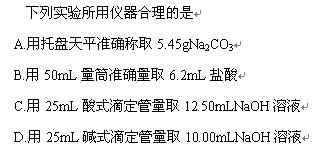 下列实验所用仪器合理的是↵
A.用托盘天平准确称取 5.45gNa₂CO₃
B.用 50mL 量筒准确量取 6.2mL 盐酸↵
C.用 25mL 酸式滴定管量取 12.50mLNaOH 溶液↵
D.用 25mL 碱式滴定管量取 10.00mLNaOH 溶液↵